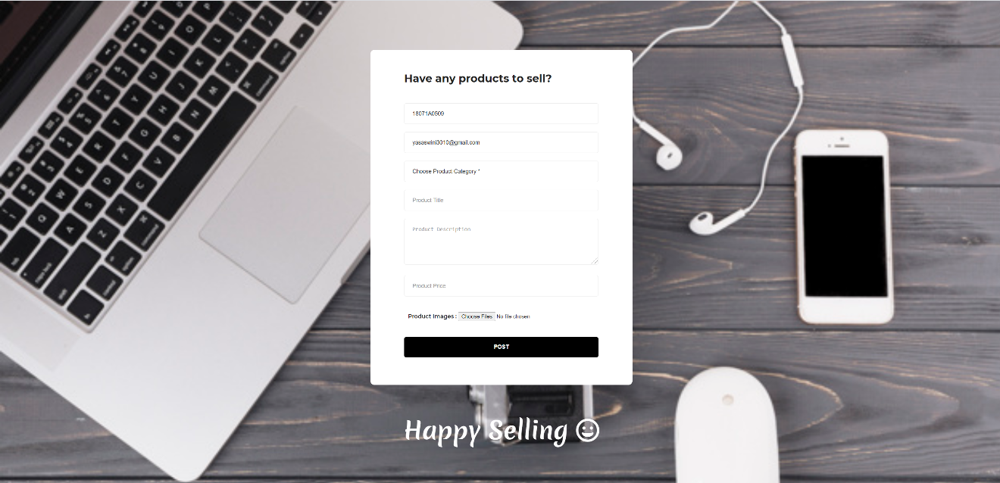 Have any products to sell?
18071A0509
yasaswini3010@gmail.com
Choose Product Category *
Product Title
Product Description
Product Price
Product Images : Choose Files No file chosen
POST
Happy Selling